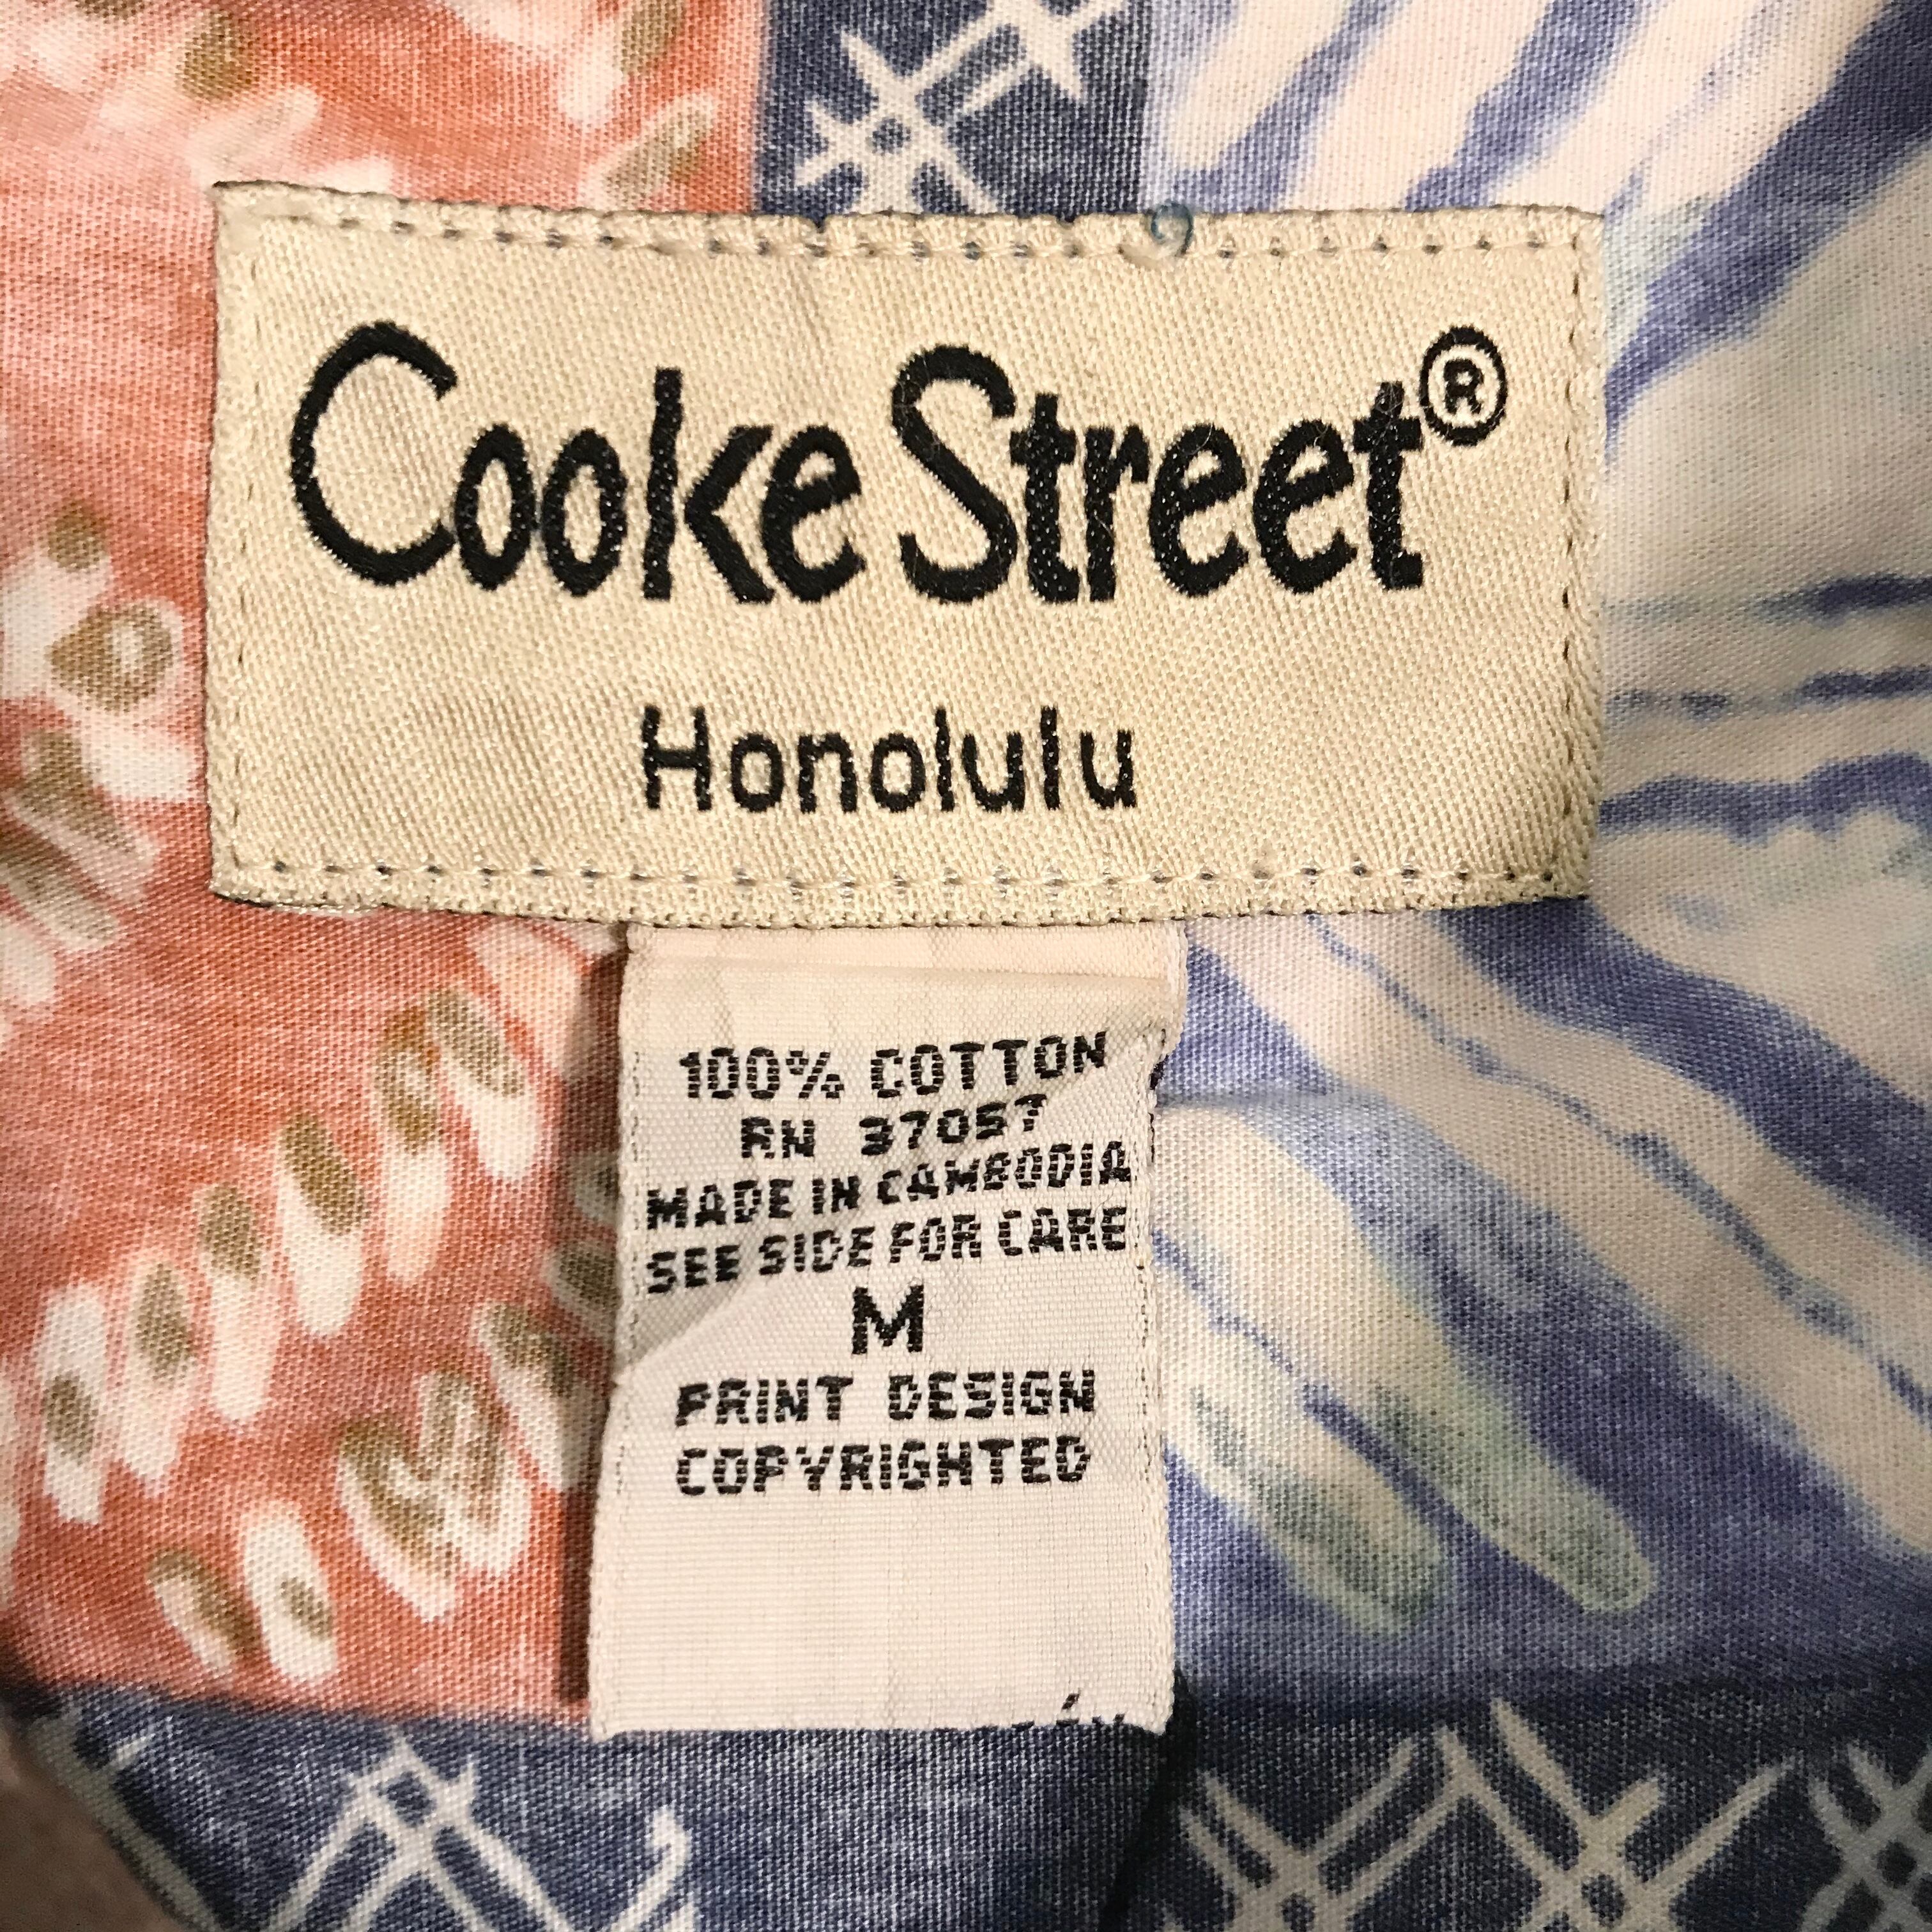 Cooke Street®
Honolulu
100% COTTON
RN 37057
MADE IN CAMBODIA
SEE SIDE FOR CARE
M
PRINT DESIGN
COPYRIGHTED